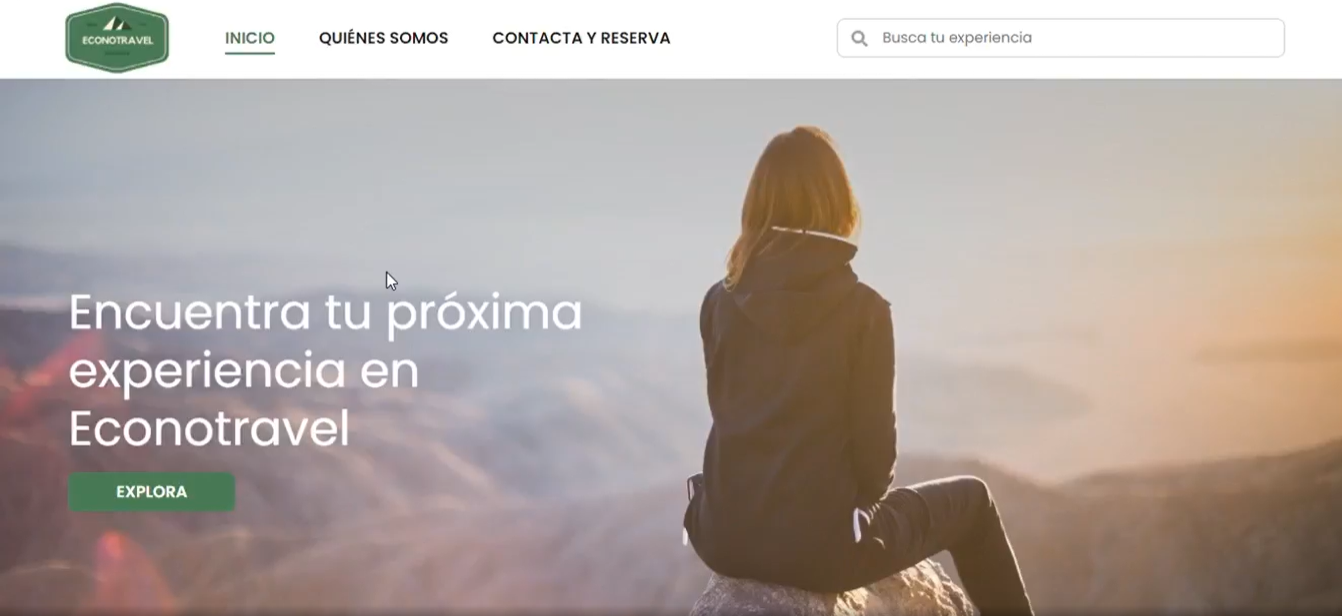 ECONOTRAVEL
INICIO
QUIÉNES SOMOS
CONTACTA Y RESERVA
Busca tu experiencia
Encuentra tu próxima
experiencia en
Econotravel
EXPLORA